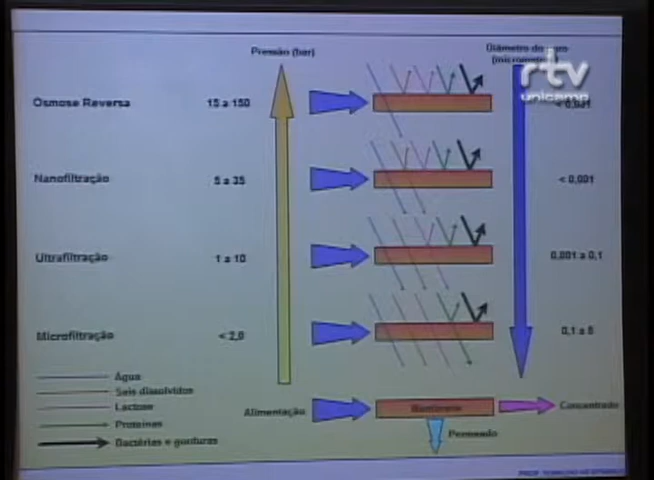 Pressão (bar)
Diâmetro do poro
rtv
unicamp
Osmose Reversa 15 a 150
Nanofiltração 5 a 35 < 0,001
Ultrafiltração 1 a 10 0,001 a 0,1
Microfiltração < 2,0 0,1 a 5
Água
Sais dissolvidos
Lactose
Proteínas
Bactérias e gorduras
Alimentação Membrana Concentrado
Permeado